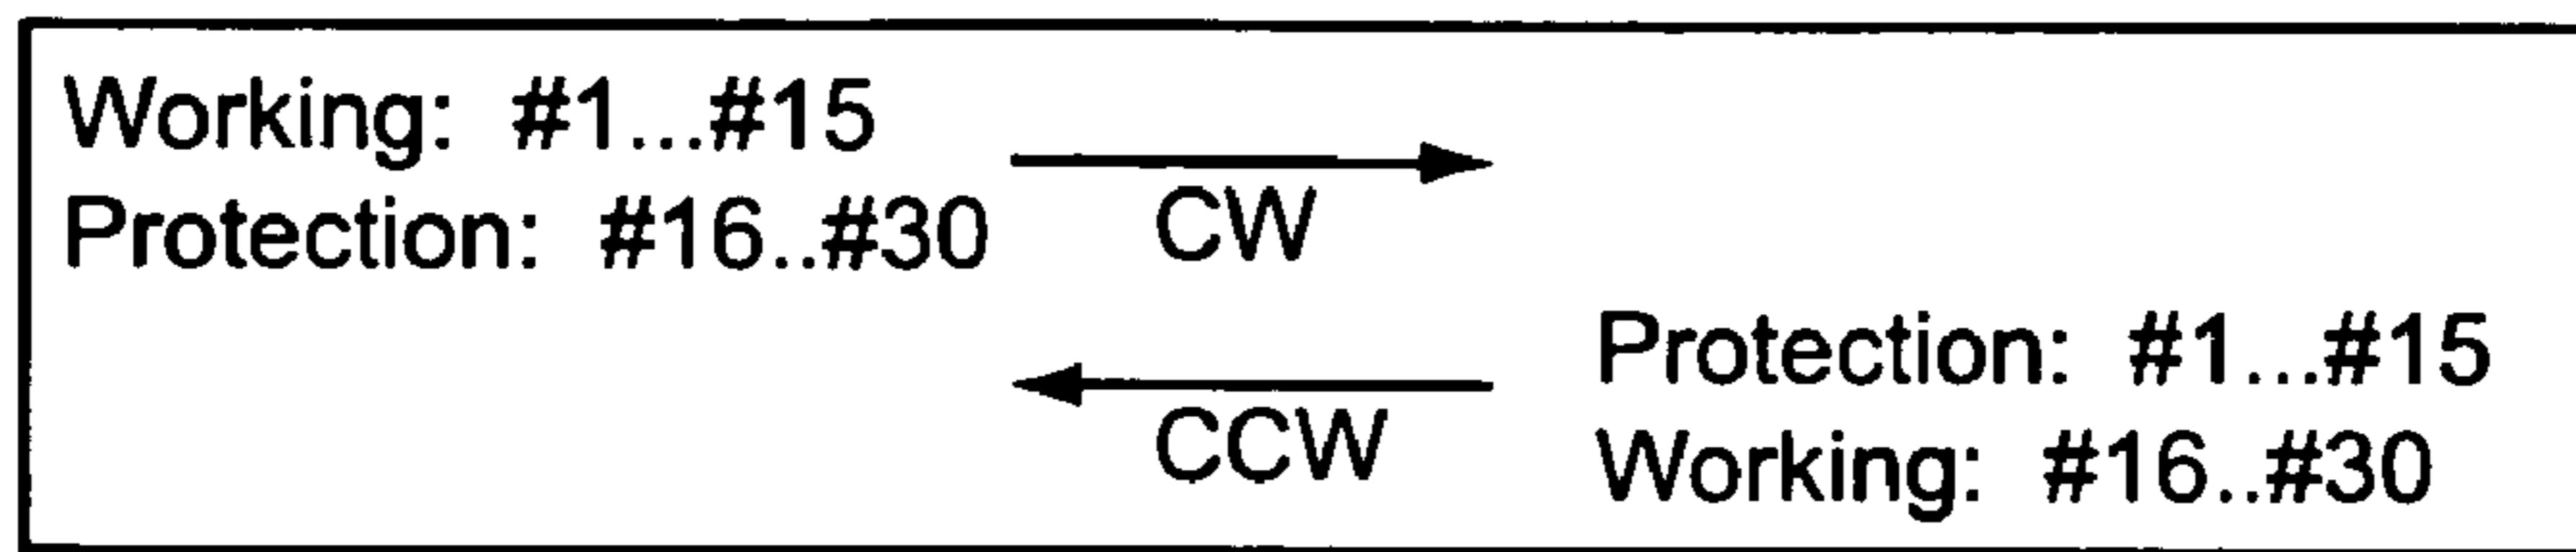 Working: #1...#15
Protection: #16..#30
CW
Protection: #1...#15
CCW
Working: #16..#30